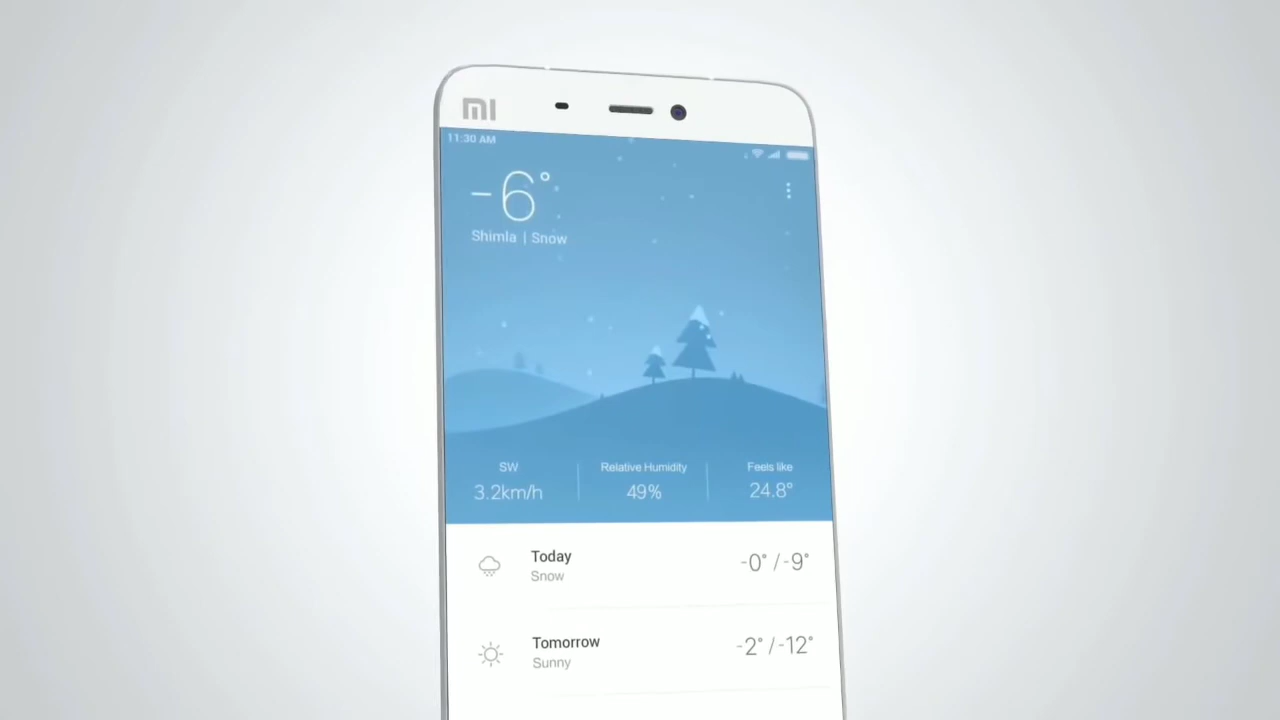 mi
11:30 AM
-6°
Shimla | Snow
SW
3.2km/h
Relative Humidity
49%
Feels like
24.8°
Today
Snow
-0° / -9°
Tomorrow
Sunny
-2° / -12°